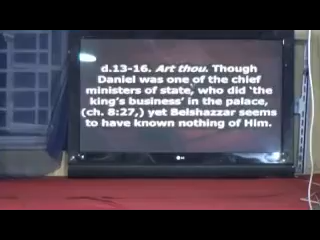 d.13-16. Art thou. Though
Daniel was one of the chief
ministers of state, who did ‘the
king’s business’ in the palace,
(ch. 8:27,) yet Belshazzar seems
to have known nothing of Him.
LG